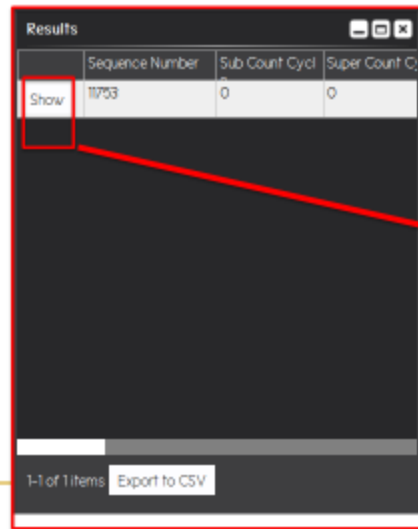 Results
Sequence Number Sub Count Cycl Super Count Cy
Show 11753 0 0
1-1 of 1 items Export to CSV